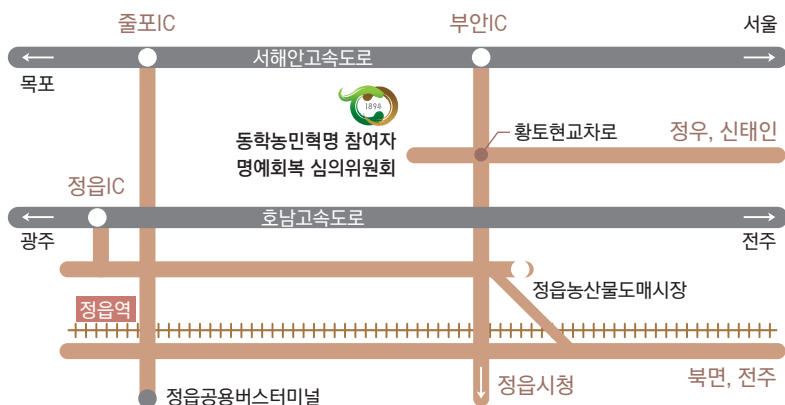 줄포IC
부안IC
서울
서해안고속도로
목포
1894
동학농민혁명 참여자
명예회복 심의위원회
황토현교차로
정우, 신태인
정읍IC
호남고속도로
광주
전주
정읍농산물도매시장
정읍역
정읍시청
북면, 전주
정읍공용버스터미널